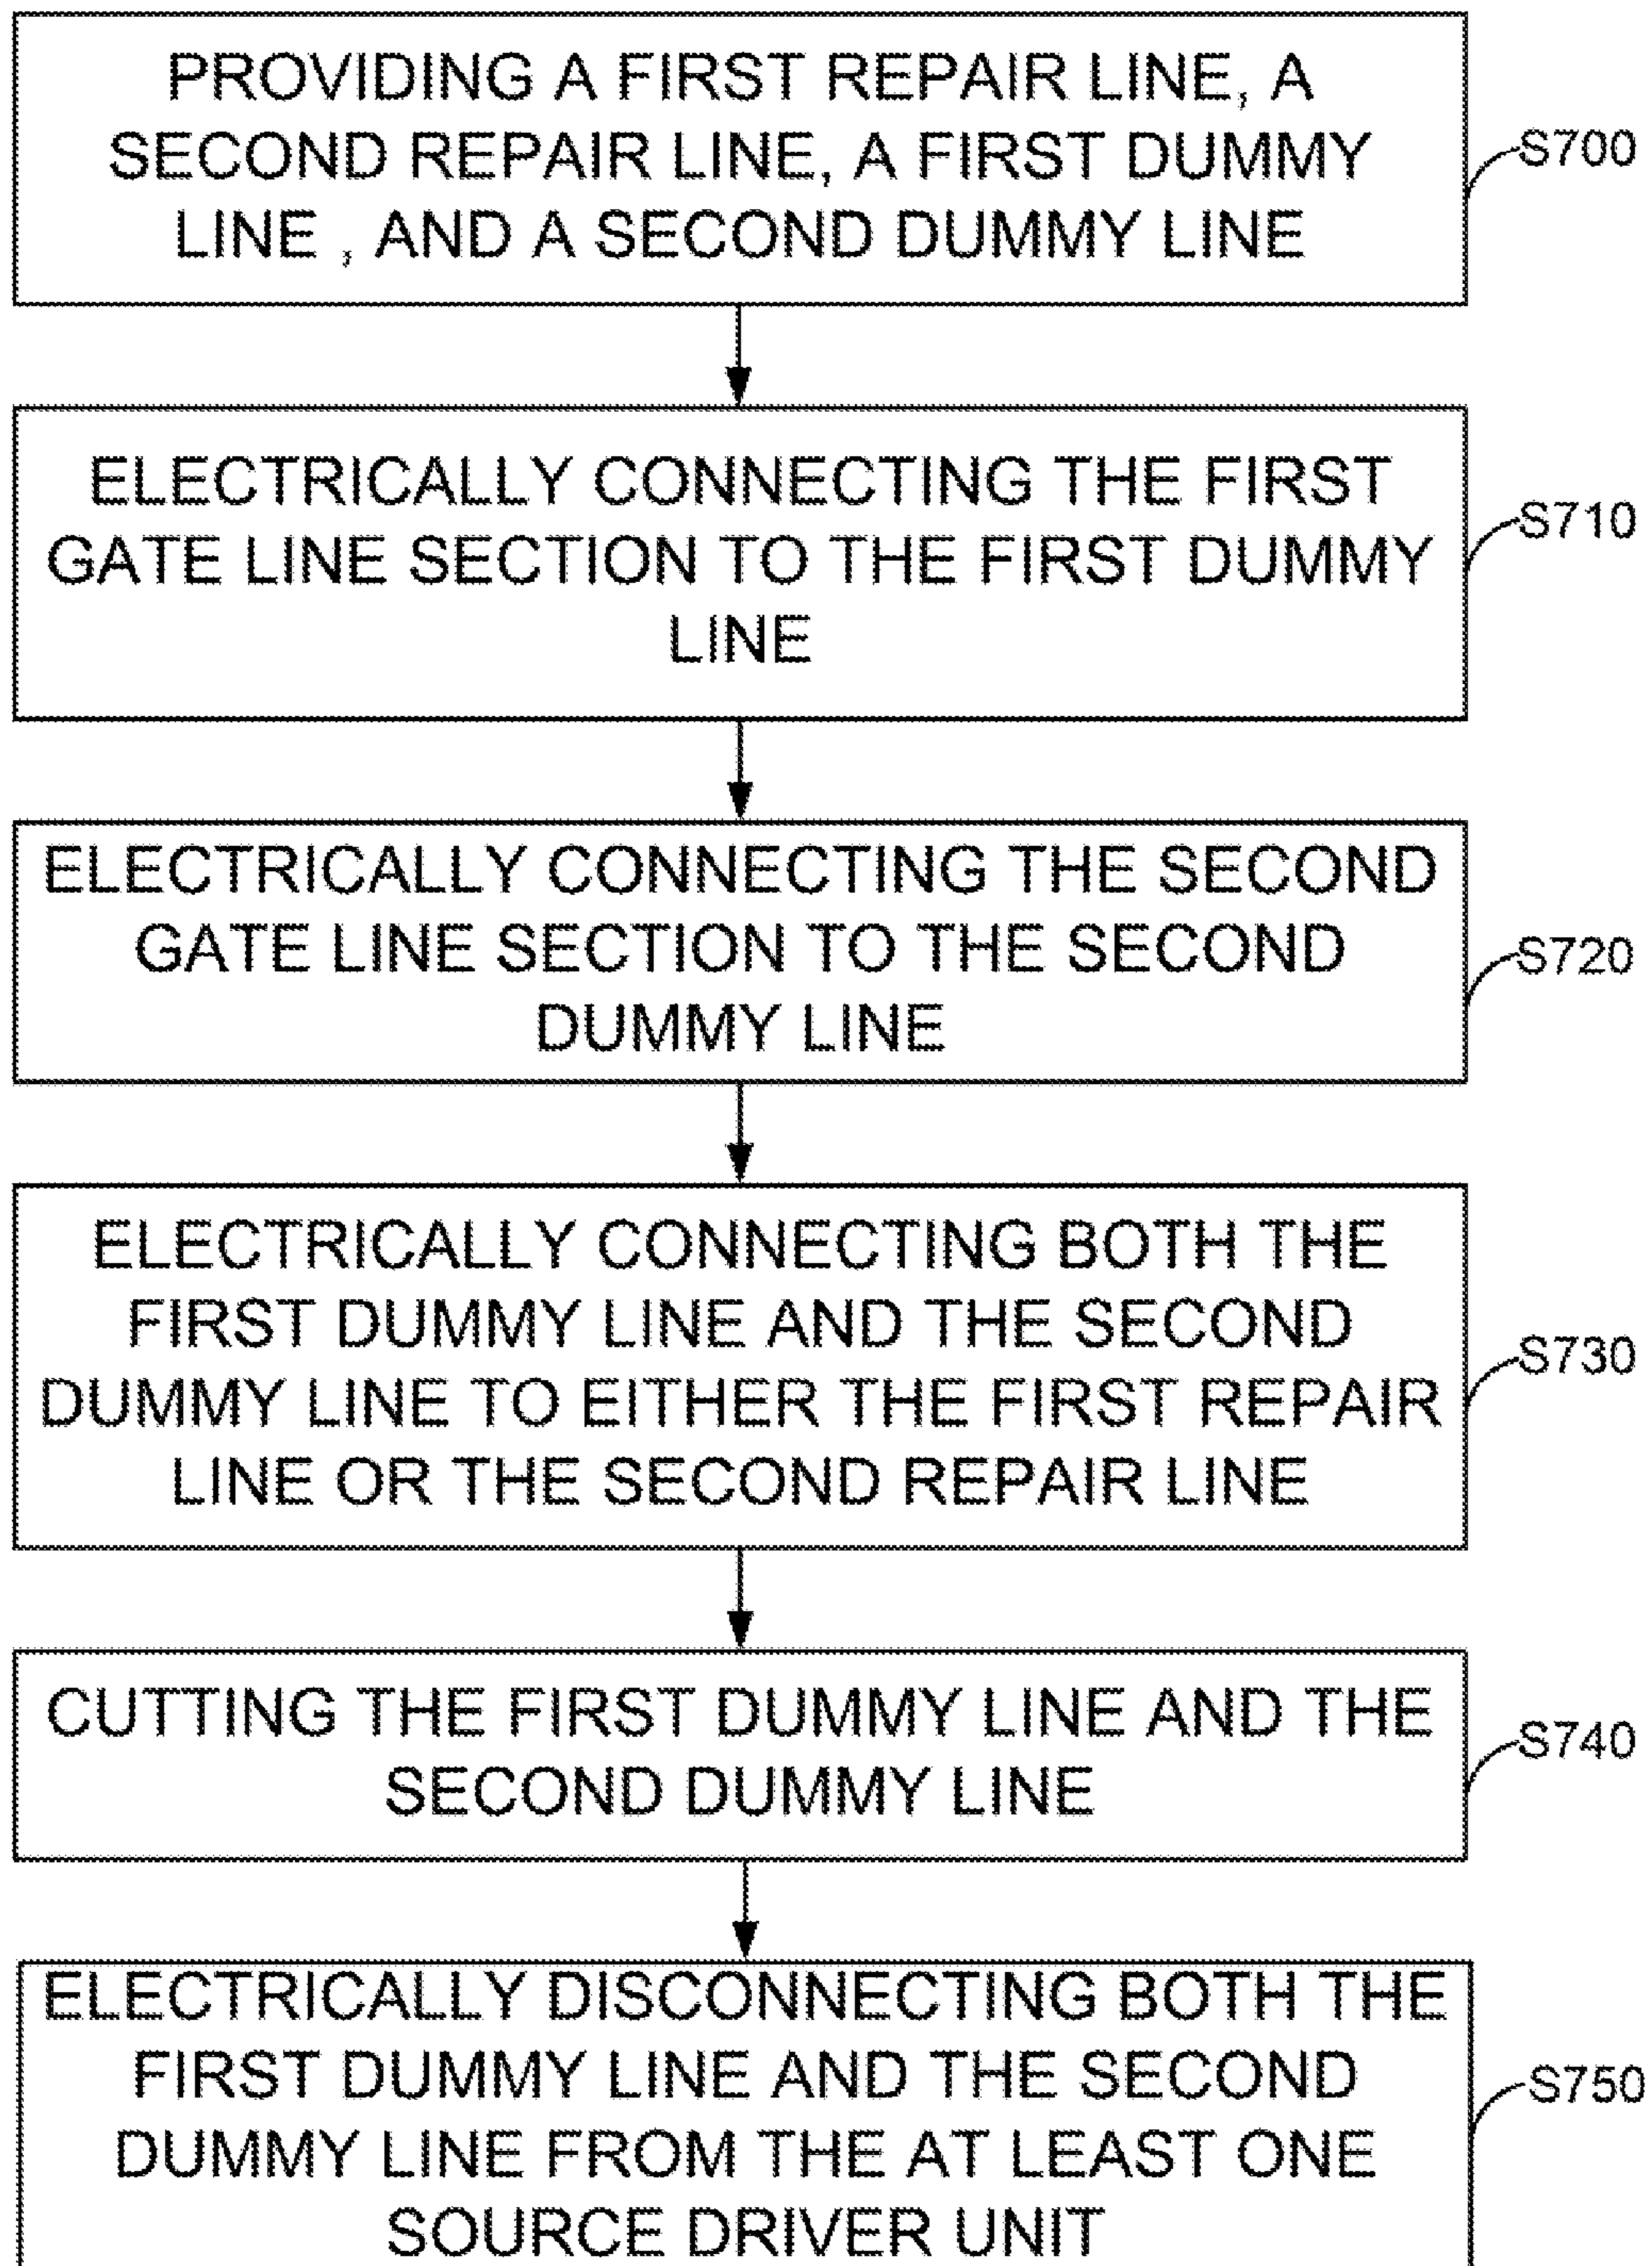 PROVIDING A FIRST REPAIR LINE, A
SECOND REPAIR LINE, A FIRST DUMMY
LINE , AND A SECOND DUMMY LINE
S700
ELECTRICALLY CONNECTING THE FIRST
GATE LINE SECTION TO THE FIRST DUMMY
LINE
S710
ELECTRICALLY CONNECTING THE SECOND
GATE LINE SECTION TO THE SECOND
DUMMY LINE
S720
ELECTRICALLY CONNECTING BOTH THE
FIRST DUMMY LINE AND THE SECOND
DUMMY LINE TO EITHER THE FIRST REPAIR
LINE OR THE SECOND REPAIR LINE
S730
CUTTING THE FIRST DUMMY LINE AND THE
SECOND DUMMY LINE
S740
ELECTRICALLY DISCONNECTING BOTH THE
FIRST DUMMY LINE AND THE SECOND
DUMMY LINE FROM THE AT LEAST ONE
SOURCE DRIVER UNIT
S750